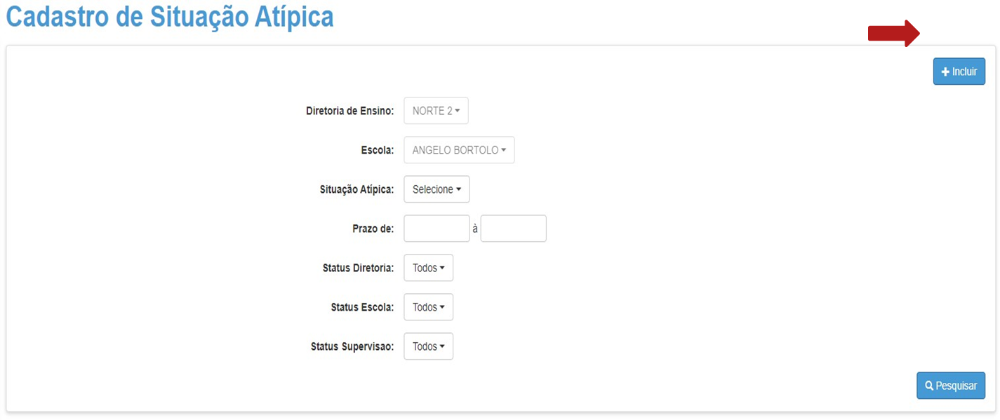 Cadastro de Situação Atípica
Incluir
Diretoria de Ensino: NORTE 2
Escola: ANGELO BORTOLO
Situação Atípica: Selecione
Prazo de: à
Status Diretoria: Todos
Status Escola: Todos
Status Supervisao: Todos
Pesquisar